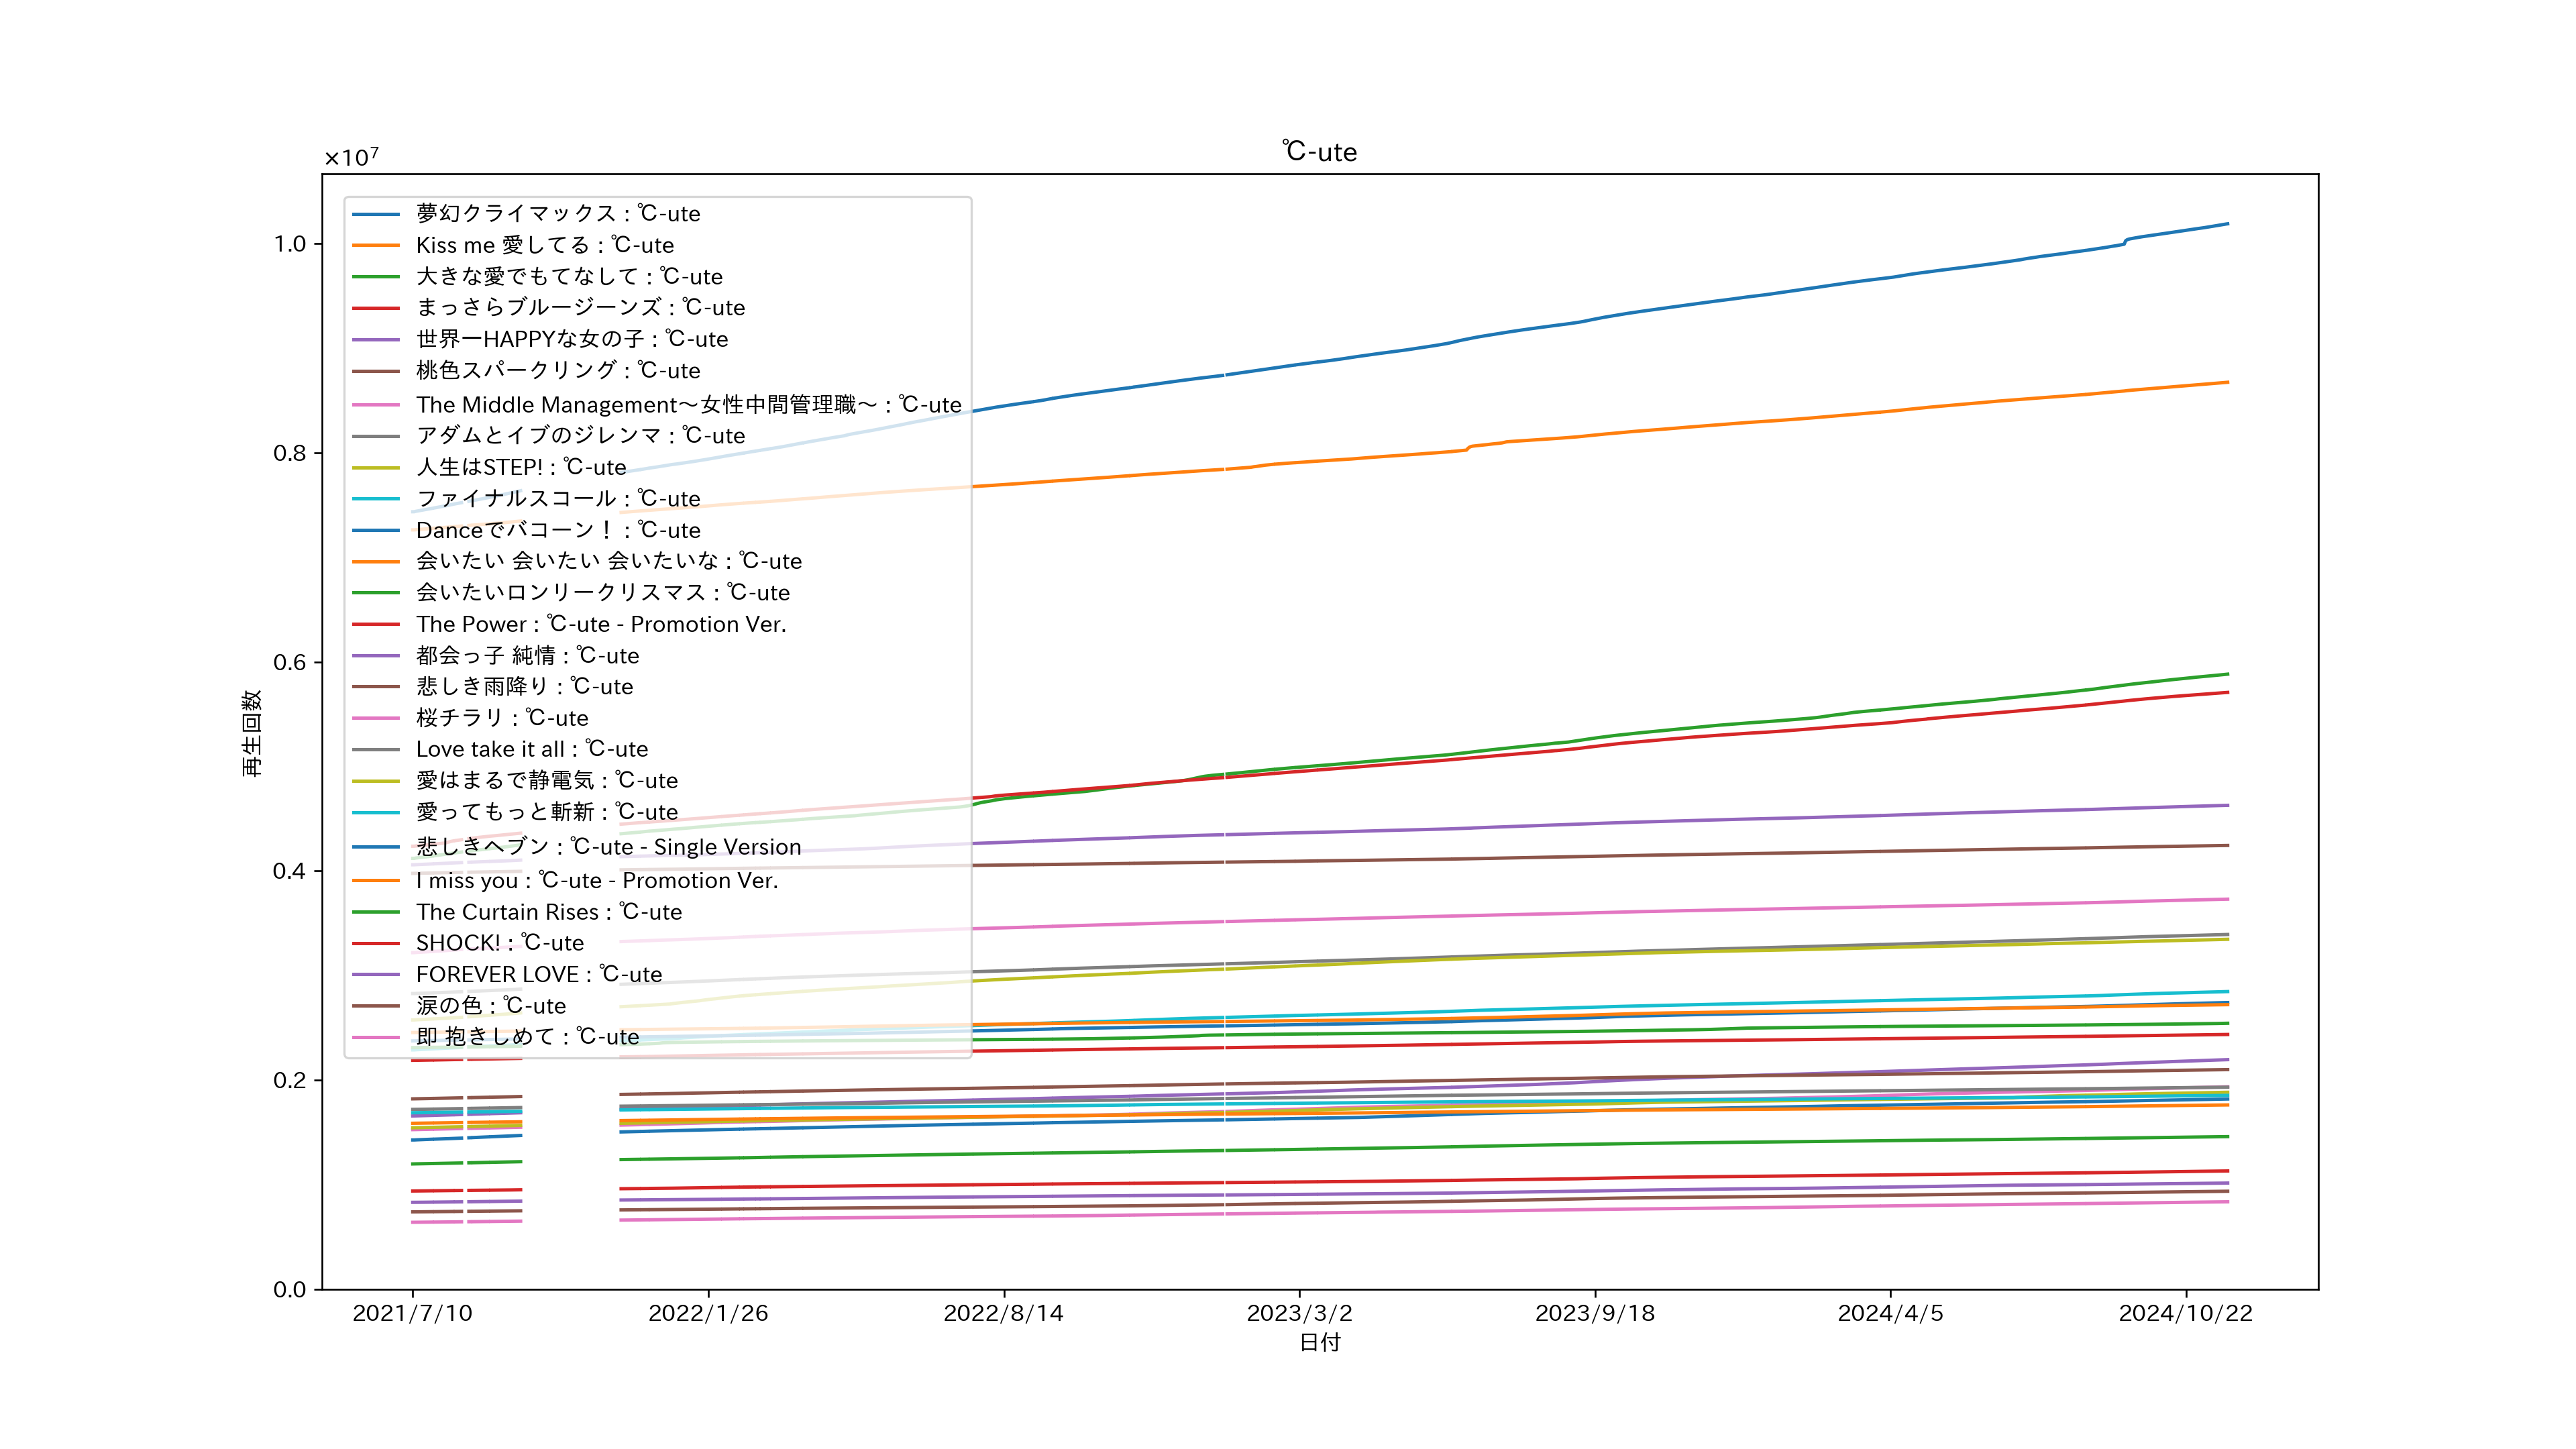 ℃-ute
×10⁷
1.0
0.8
0.6
0.4
0.2
0.0
再生回数
夢幻クライマックス : ℃-ute
Kiss me 愛してる : ℃-ute
大きな愛でもてなして : ℃-ute
まっさらブルージーンズ : ℃-ute
世界一HAPPYな女の子 : ℃-ute
桃色スパークリング : ℃-ute
The Middle Management～女性中間管理職～ : ℃-ute
アダムとイブのジレンマ : ℃-ute
人生はSTEP! : ℃-ute
ファイナルスコール : ℃-ute
Danceでバコーン！ : ℃-ute
会いたい 会いたい 会いたいな : ℃-ute
会いたいロンリークリスマス : ℃-ute
The Power : ℃-ute - Promotion Ver.
都会っ子 純情 : ℃-ute
悲しき雨降り : ℃-ute
桜チラリ : ℃-ute
Love take it all : ℃-ute
愛はまるで静電気 : ℃-ute
愛ってもっと斬新 : ℃-ute
悲しきヘブン : ℃-ute - Single Version
I miss you : ℃-ute - Promotion Ver.
The Curtain Rises : ℃-ute
SHOCK! : ℃-ute
FOREVER LOVE : ℃-ute
涙の色 : ℃-ute
即 抱きしめて : ℃-ute
2021/7/10 2022/1/26 2022/8/14 2023/3/2 2023/9/18 2024/4/5 2024/10/22
日付